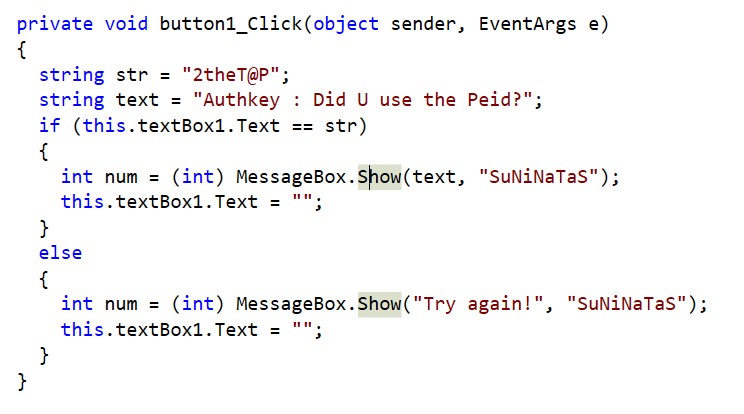 private void button1_Click(object sender, EventArgs e)
{
  string str = "2theT@P";
  string text = "Authkey : Did U use the Peid?";
  if (this.textBox1.Text == str)
  {
    int num = (int) MessageBox.Show(text, "SuNiNaTaS");
    this.textBox1.Text = "";
  }
  else
  {
    int num = (int) MessageBox.Show("Try again!", "SuNiNaTaS");
    this.textBox1.Text = "";
  }
}